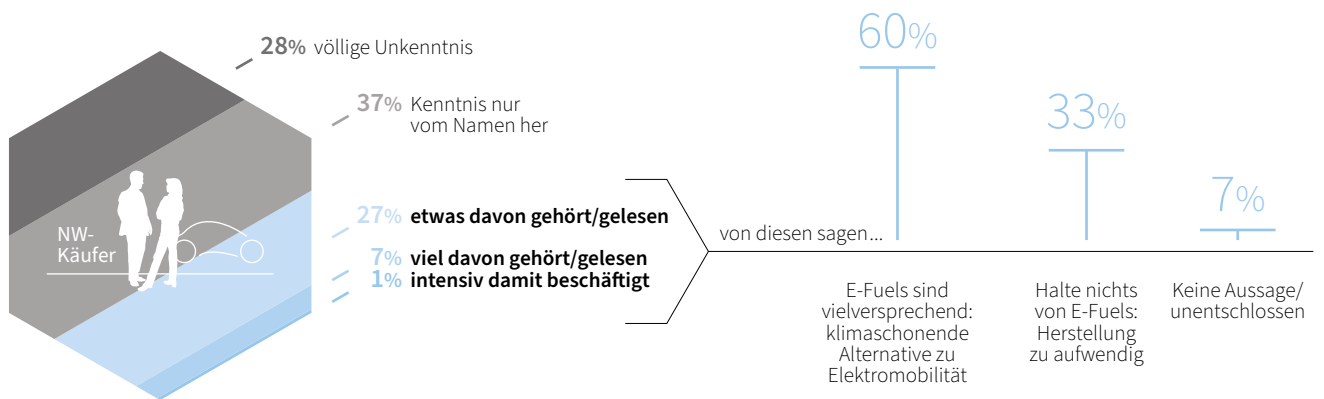 28% völlige Unkenntnis
37% Kenntnis nur
vom Namen her
27% etwas davon gehört/gelesen
7% viel davon gehört/gelesen
1% intensiv damit beschäftigt
NW-
Käufer
von diesen sagen...
60%
E-Fuels sind
vielversprechend:
klimaschonende
Alternative zu
Elektromobilität
33%
Halte nichts
von E-Fuels:
Herstellung
zu aufwendig
7%
Keine Aussage/
unentschlossen